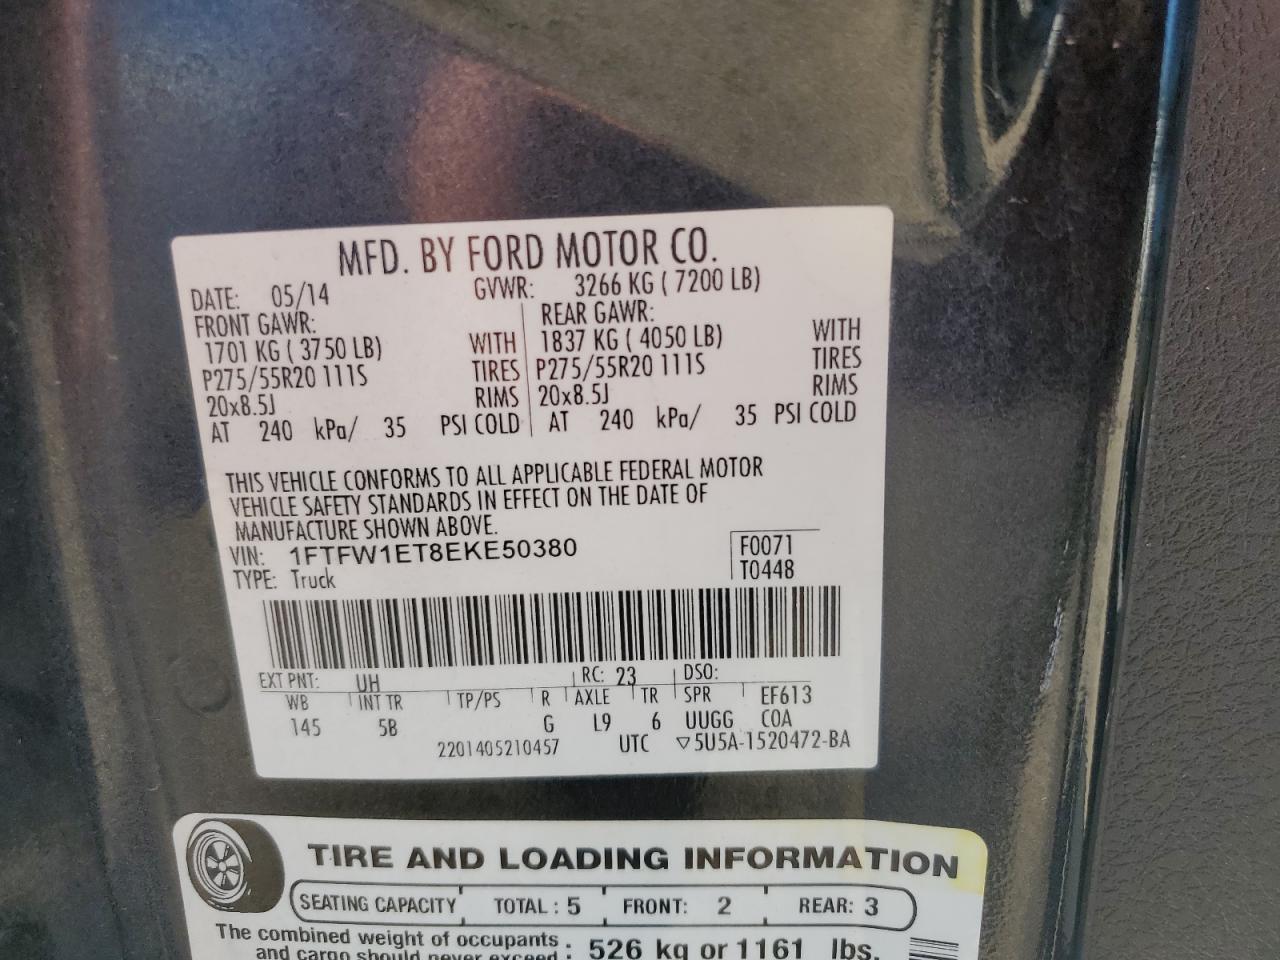 MFD. BY FORD MOTOR CO.
DATE: 05/14 GVWR: 3266 KG ( 7200 LB)
FRONT GAWR: REAR GAWR:
1701 KG ( 3750 LB) WITH 1837 KG ( 4050 LB) WITH
P275/55R20 111S TIRES P275/55R20 111S TIRES
20x8.5J RIMS 20x8.5J RIMS
AT 240 kPa/ 35 PSI COLD AT 240 kPa/ 35 PSI COLD
THIS VEHICLE CONFORMS TO ALL APPLICABLE FEDERAL MOTOR
VEHICLE SAFETY STANDARDS IN EFFECT ON THE DATE OF
MANUFACTURE SHOWN ABOVE.
VIN: 1FTFW1ET8EKE50380 F0071
TYPE: Truck T0448
EXT PNT: UH RC: 23 DSO:
WB INT TR TP/PS R AXLE TR SPR EF613
145 5B G L9 6 UUGG COA
2201405210457 UTC ▽5U5A-1520472-BA
TIRE AND LOADING INFORMATION
SEATING CAPACITY TOTAL : 5 FRONT: 2 REAR: 3
The combined weight of occupants : 526 kg or 1161 lbs.
and cargo should never exceed :